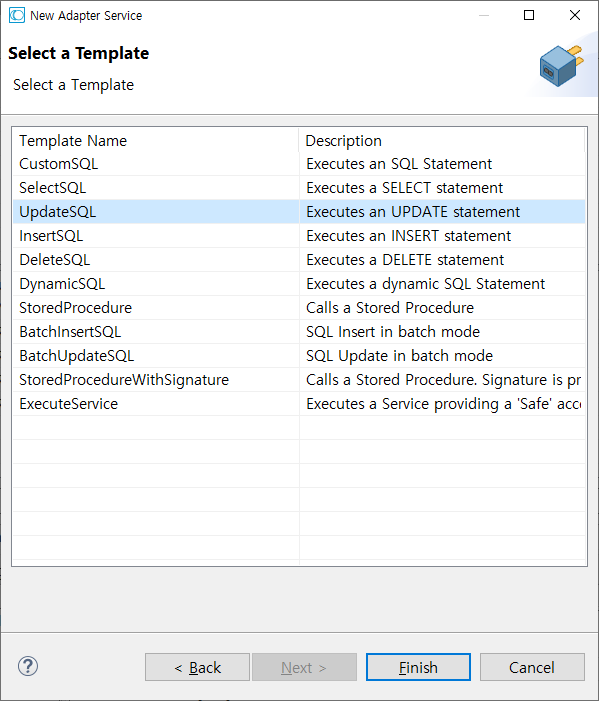 New Adapter Service
Select a Template
Select a Template
Template Name Description
CustomSQL Executes an SQL Statement
SelectSQL Executes a SELECT statement
UpdateSQL Executes an UPDATE statement
InsertSQL Executes an INSERT statement
DeleteSQL Executes a DELETE statement
DynamicSQL Executes a dynamic SQL Statement
StoredProcedure Calls a Stored Procedure
BatchInsertSQL SQL Insert in batch mode
BatchUpdateSQL SQL Update in batch mode
StoredProcedureWithSignature Calls a Stored Procedure. Signature is pr
ExecuteService Executes a Service providing a 'Safe' acce
? < Back Next > Finish Cancel